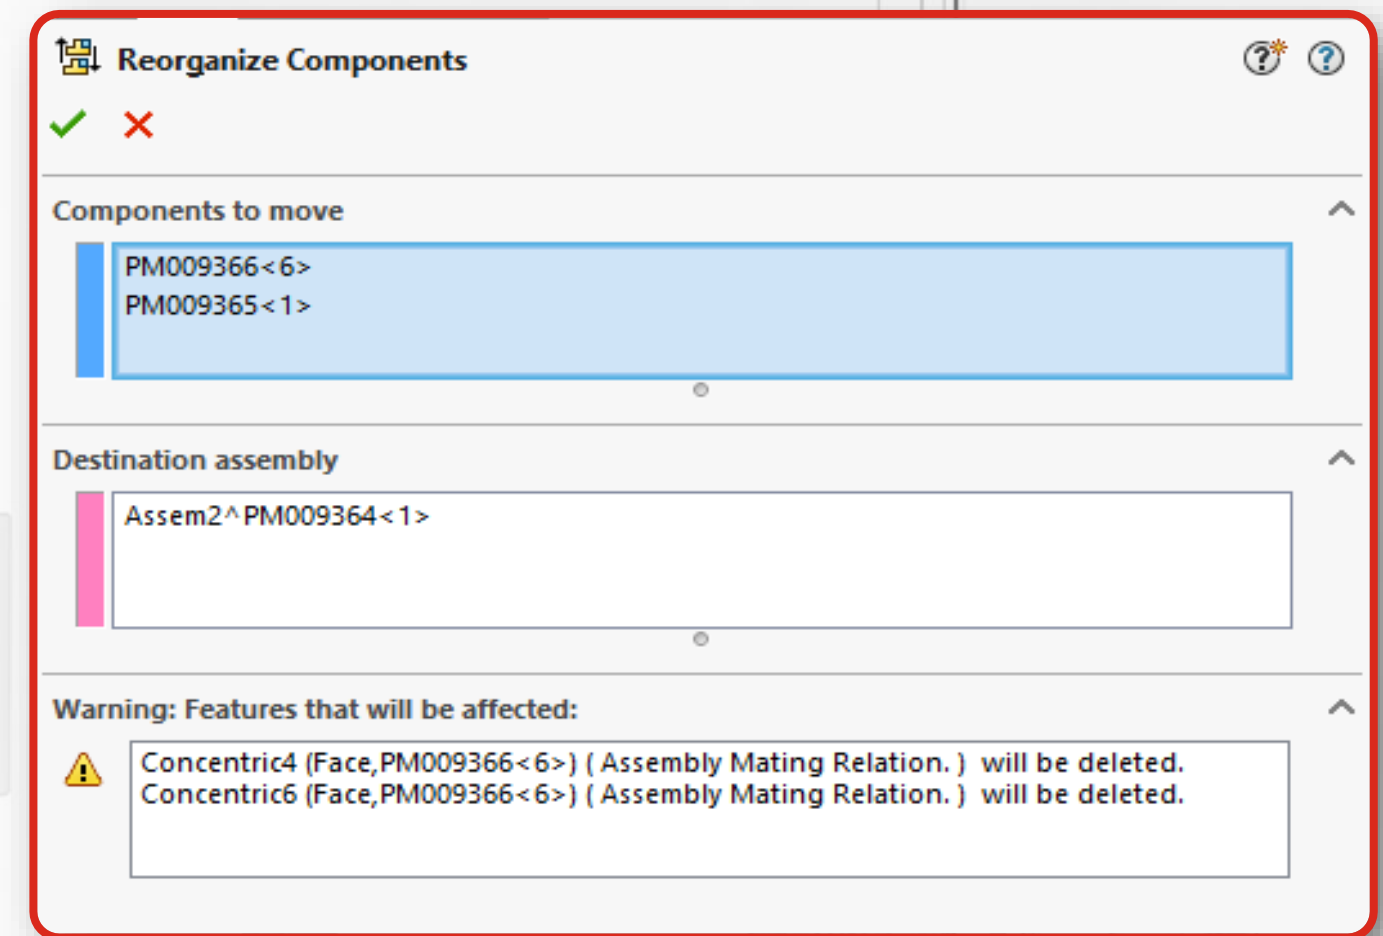 Reorganize Components
Components to move
PM009366<6>
PM009365<1>
Destination assembly
Assem2^PM009364<1>
Warning: Features that will be affected:
Concentric4 (Face,PM009366<6>) ( Assembly Mating Relation. )  will be deleted.
Concentric6 (Face,PM009366<6>) ( Assembly Mating Relation. )  will be deleted.